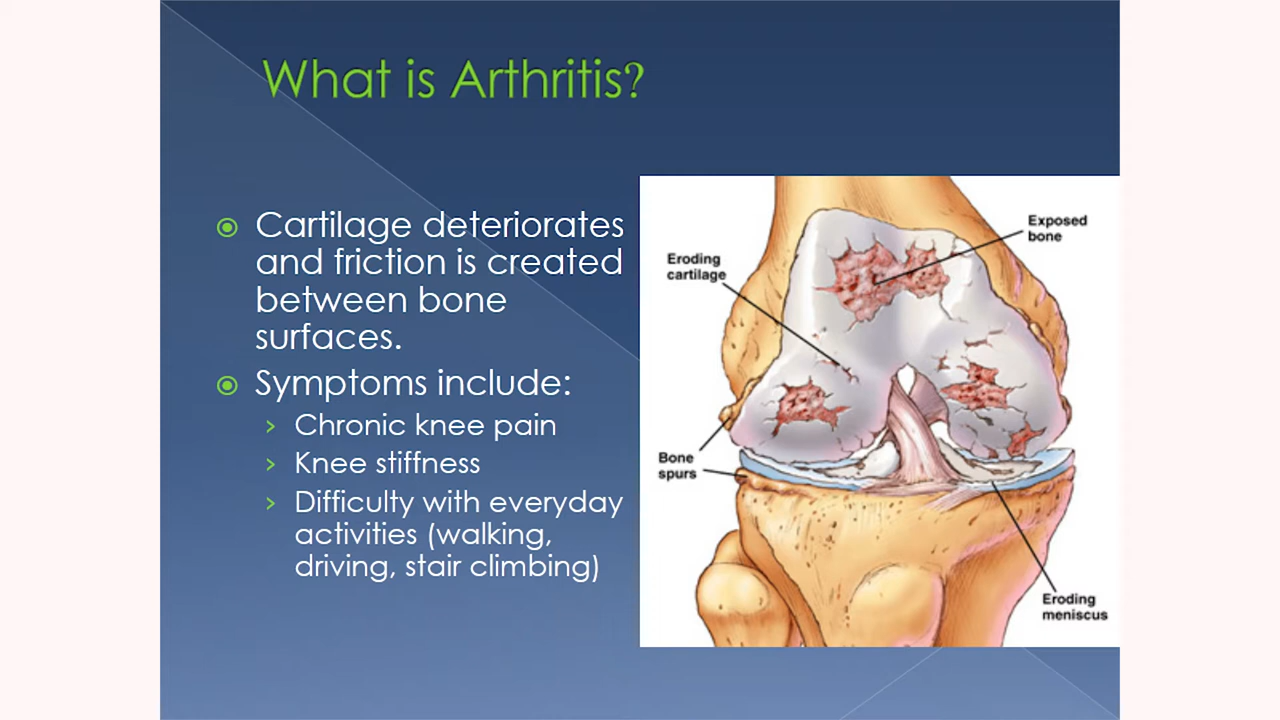 What is Arthritis?
Cartilage deteriorates
and friction is created
between bone
surfaces.
Symptoms include:
Chronic knee pain
Knee stiffness
Difficulty with everyday
activities (walking,
driving, stair climbing)
Exposed
bone
Eroding
cartilage
Bone
spurs
Eroding
meniscus